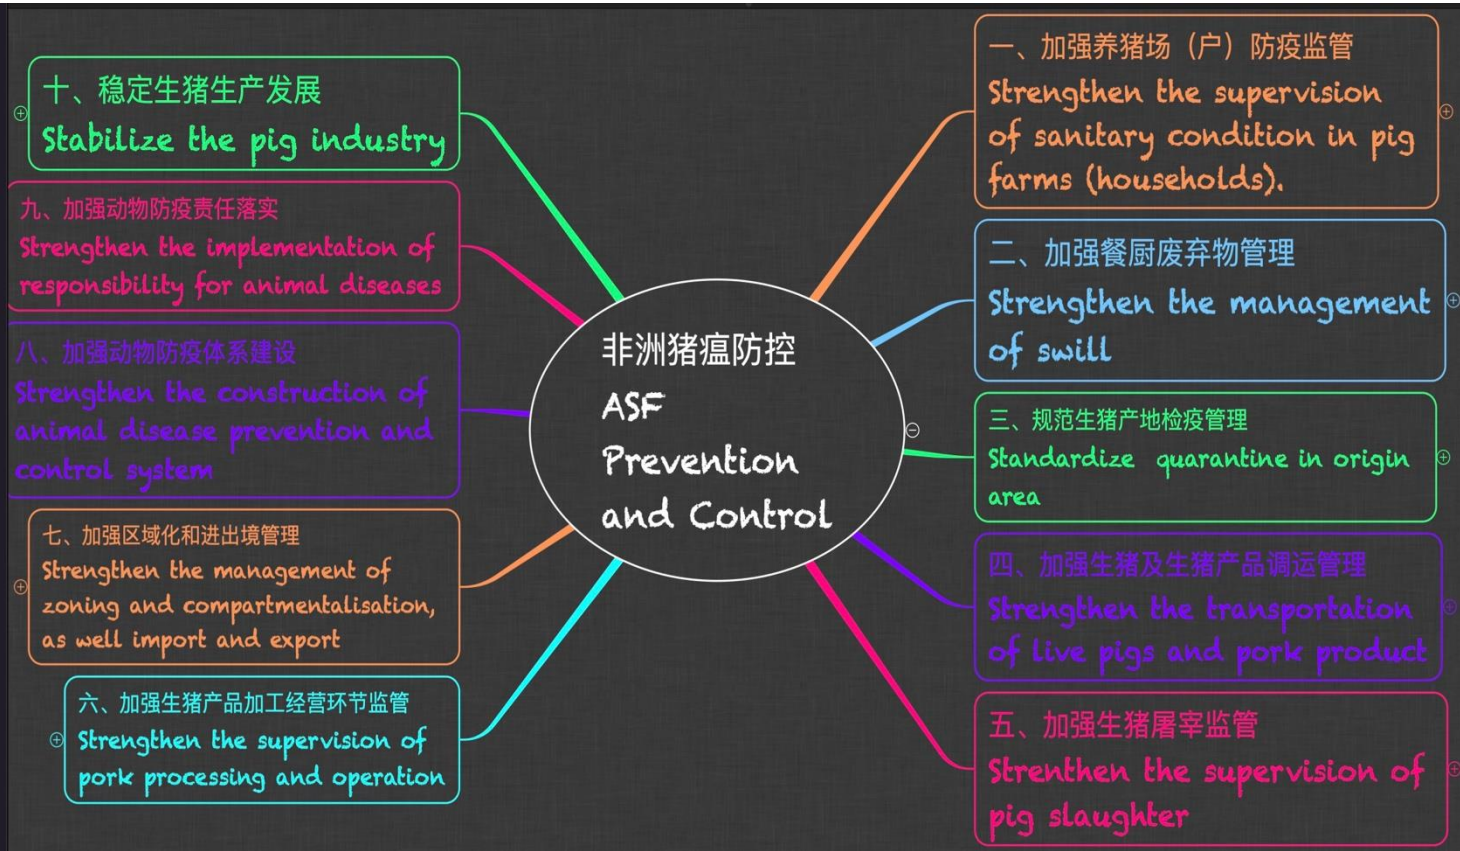 非洲猪瘟防控
ASF
Prevention
and Control
一、加强养猪场（户）防疫监管
Strengthen the supervision
of sanitary condition in pig
farms (households).
二、加强餐厨废弃物管理
Strengthen the management
of swill
三、规范生猪产地检疫管理
Standardize quarantine in origin
area
四、加强生猪及生猪产品调运管理
Strengthen the transportation
of live pigs and pork product
五、加强生猪屠宰监管
Strenthen the supervision of
pig slaughter
六、加强生猪产品加工经营环节监管
Strengthen the supervision of
pork processing and operation
七、加强区域化和进出境管理
Strengthen the management of
zoning and compartmentalisation,
as well import and export
八、加强动物防疫体系建设
Strengthen the construction of
animal disease prevention and
control system
九、加强动物防疫责任落实
Strengthen the implementation of
responsibility for animal diseases
十、稳定生猪生产发展
Stabilize the pig industry